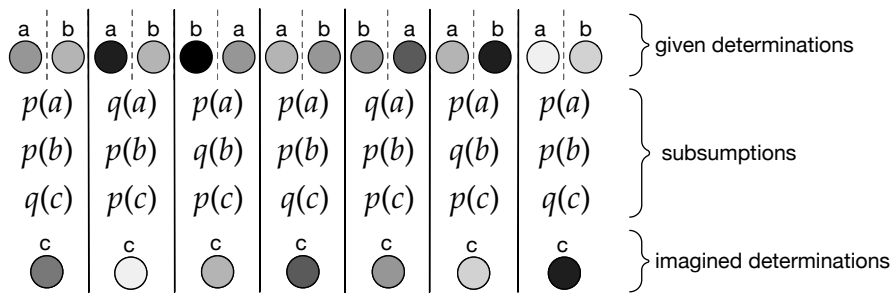 a b a b b a a b b a a b a b
given determinations
p(a) q(a) p(a) p(a) q(a) p(a) p(a)
p(b) p(b) q(b) p(b) p(b) q(b) p(b)
subsumptions
q(c) p(c) p(c) q(c) p(c) p(c) q(c)
c c c c c c c
imagined determinations